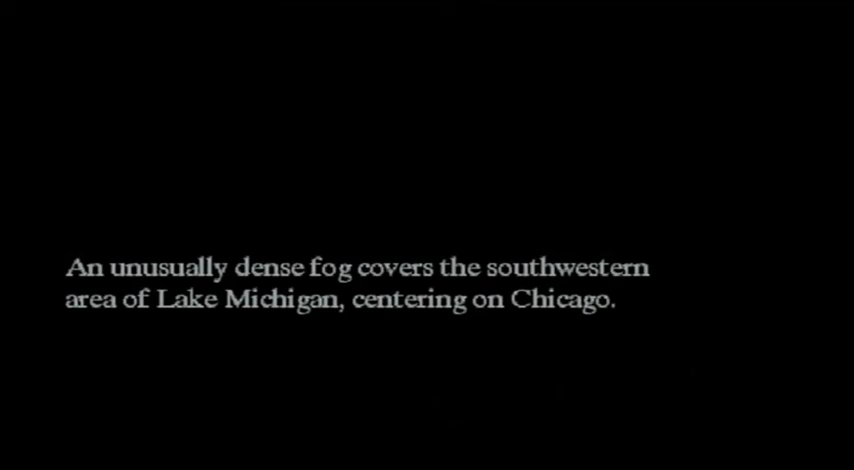 An unusually dense fog covers the southwestern
area of Lake Michigan, centering on Chicago.